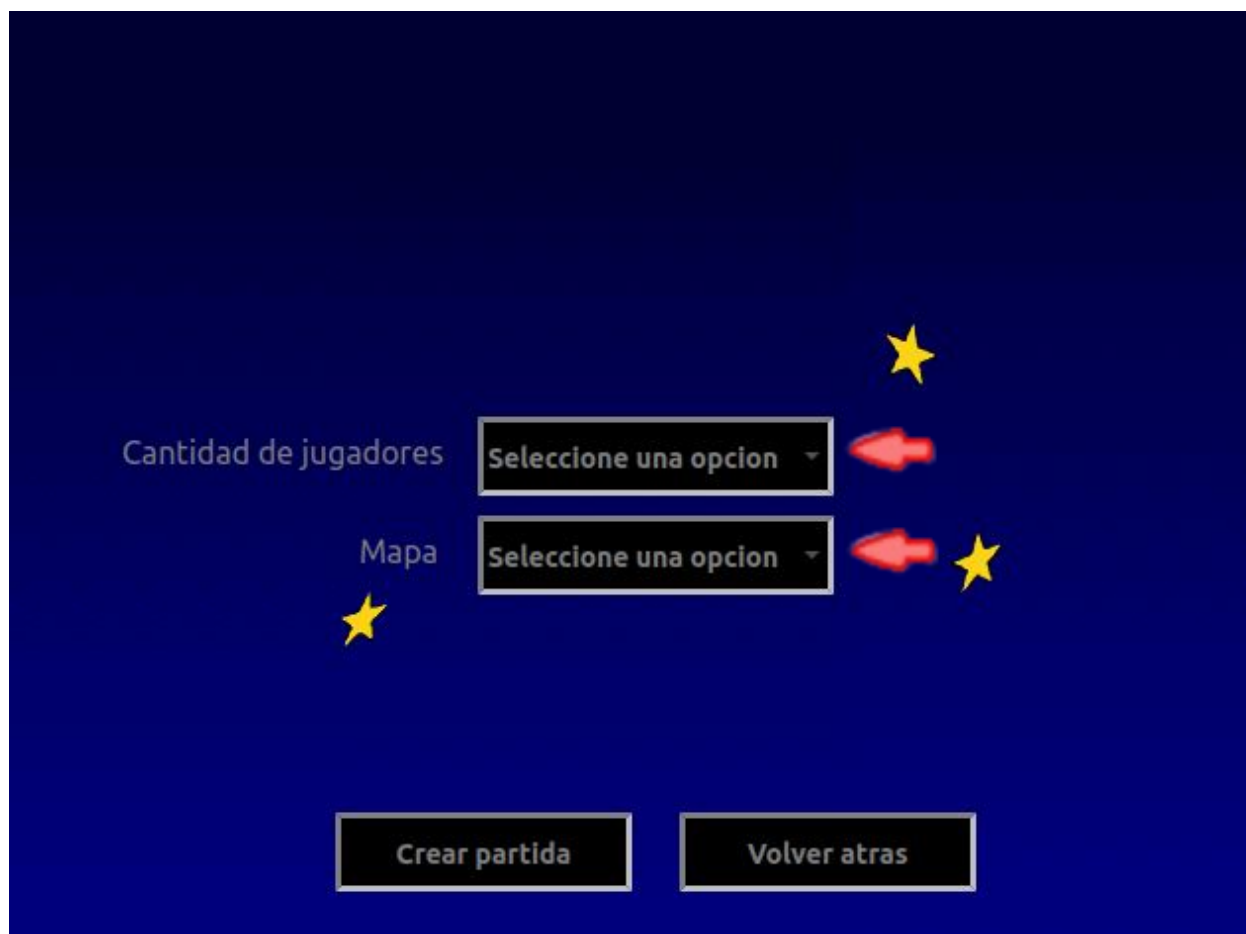 Cantidad de jugadores Seleccione una opcion
Mapa Seleccione una opcion
Crear partida Volver atras